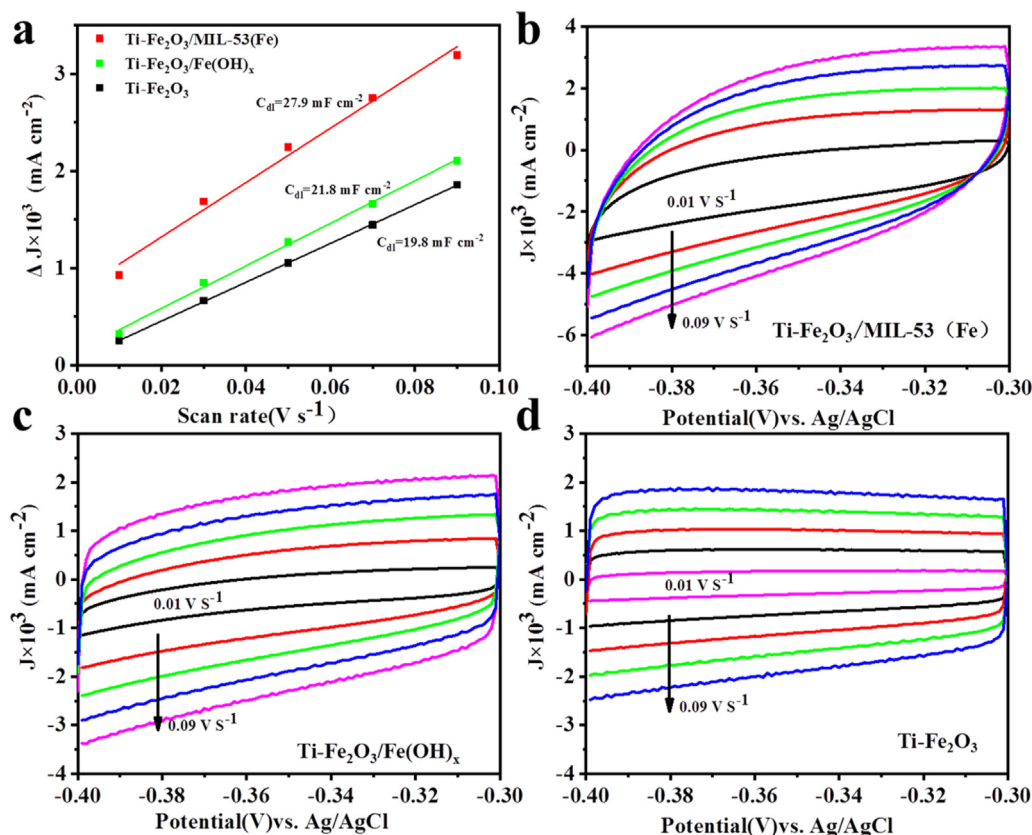 a
Ti-Fe₂O₃/MIL-53(Fe)
Ti-Fe₂O₃/Fe(OH)ₓ
Ti-Fe₂O₃
C_dl=27.9 mF cm⁻²
C_dl=21.8 mF cm⁻²
C_dl=19.8 mF cm⁻²
Δ J×10³ (mA cm⁻²)
3
2
1
0
0.00 0.02 0.04 0.06 0.08 0.10
Scan rate(V s⁻¹）
b
J×10³ (mA cm⁻²)
4
2
0
-2
-4
-6
0.01 V S⁻¹
0.09 V S⁻¹
Ti-Fe₂O₃/MIL-53（Fe）
-0.40 -0.38 -0.36 -0.34 -0.32 -0.30
Potential(V)vs. Ag/AgCl
c
J×10³ (mA cm⁻²)
3
2
1
0
-1
-2
-3
-4
0.01 V S⁻¹
0.09 V S⁻¹
Ti-Fe₂O₃/Fe(OH)ₓ
-0.40 -0.38 -0.36 -0.34 -0.32 -0.30
Potential(V)vs. Ag/AgCl
d
J×10³ (mA cm⁻²)
3
2
1
0
-1
-2
-3
-4
0.01 V S⁻¹
0.09 V S⁻¹
Ti-Fe₂O₃
-0.40 -0.38 -0.36 -0.34 -0.32 -0.30
Potential(V)vs. Ag/AgCl